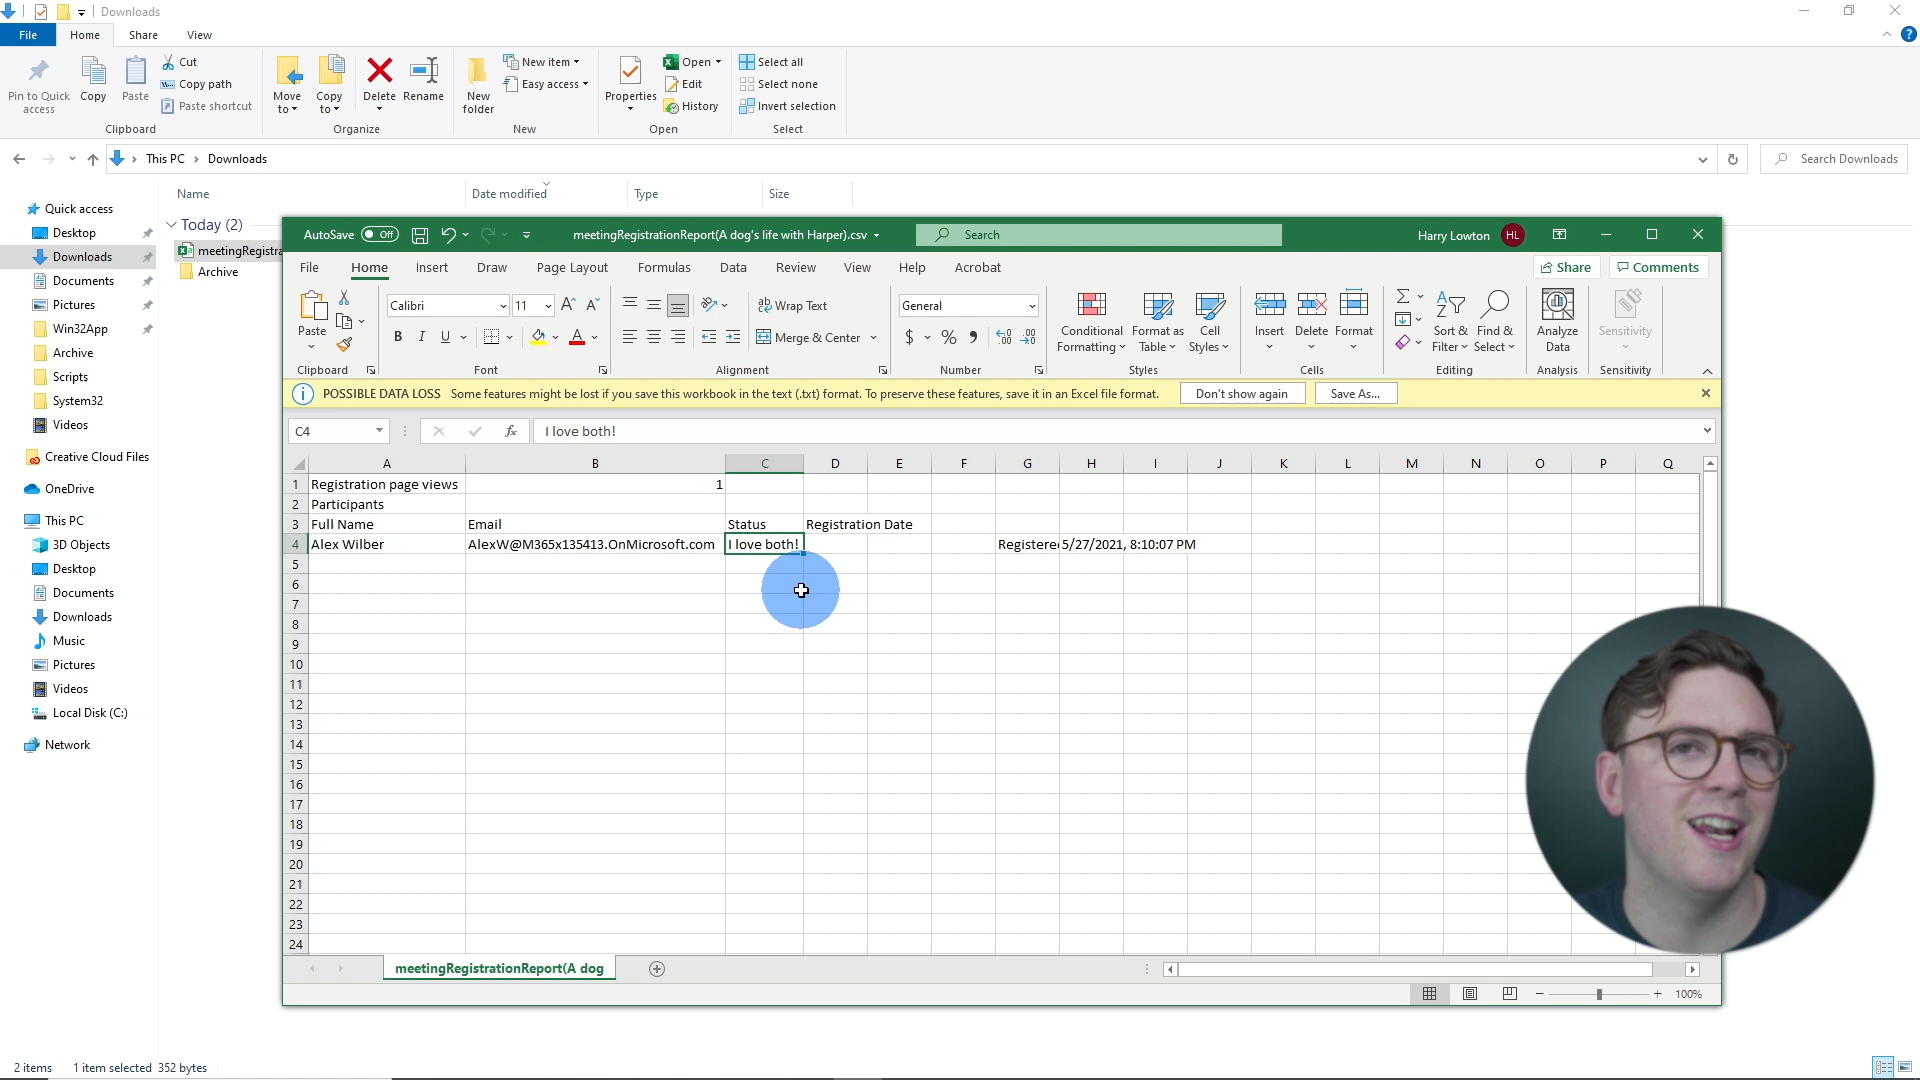 Downloads
File Home Share View
Pin to Quick access
Copy
Paste
Cut
Copy path
Paste shortcut
Clipboard
Move to
Copy to
Delete
Rename
Organize
New folder
New item
Easy access
New
Properties
Open
Edit
History
Open
Select all
Select none
Invert selection
Select
This PC Downloads
Search Downloads
Name Date modified Type Size
Quick access
Desktop
Downloads
Documents
Pictures
Win32App
Archive
Scripts
System32
Videos
Creative Cloud Files
OneDrive
This PC
3D Objects
Desktop
Documents
Downloads
Music
Pictures
Videos
Local Disk (C:)
Network
Today (2)
meetingRegistra
Archive
AutoSave Off
meetingRegistrationReport(A dog's life with Harper).csv
Search
Harry Lowton HL
File Home Insert Draw Page Layout Formulas Data Review View Help Acrobat
Share Comments
Paste
Clipboard
Calibri 11
B I U
Font
Wrap Text
Merge & Center
Alignment
General
$ % 
Number
Conditional Formatting
Format as Table
Cell Styles
Styles
Insert
Delete
Format
Cells
Sort & Filter
Find & Select
Editing
Analyze Data
Analysis
Sensitivity
Sensitivity
POSSIBLE DATA LOSS Some features might be lost if you save this workbook in the text (.txt) format. To preserve these features, save it in an Excel file format.
Don't show again
Save As...
C4
fx
I love both!
A B C D E F G H I J K L M N O P Q
1 Registration page views 1
2 Participants
3 Full Name Email Status Registration Date
4 Alex Wilber AlexW@M365x135413.OnMicrosoft.com I love both! Registered 5/27/2021, 8:10:07 PM
5
6
7
8
9
10
11
12
13
14
15
16
17
18
19
20
21
22
23
24
meetingRegistrationReport(A dog
100%
2 items 1 item selected 352 bytes